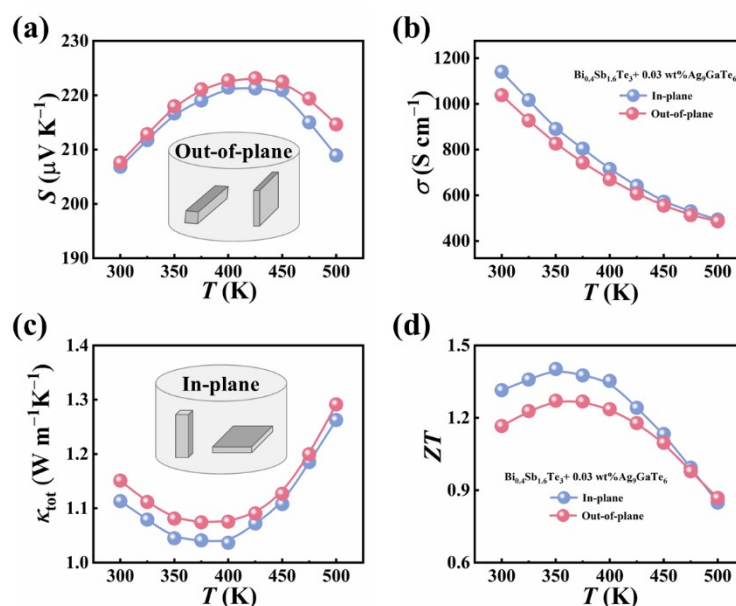 (a)
230
220
210
200
190
S (μV K⁻¹)
Out-of-plane
300 350 400 450 500
T (K)
(b)
1200
1000
800
600
400
σ (S cm⁻¹)
Bi₀.₄Sb₁.₆Te₃+ 0.03 wt%Ag₉GaTe₆
In-plane
Out-of-plane
300 350 400 450 500
T (K)
(c)
1.4
1.3
1.2
1.1
1.0
κtot (W m⁻¹K⁻¹)
In-plane
300 350 400 450 500
T (K)
(d)
1.5
1.2
0.9
0.6
ZT
Bi₀.₄Sb₁.₆Te₃+ 0.03 wt%Ag₉GaTe₆
In-plane
Out-of-plane
300 350 400 450 500
T (K)